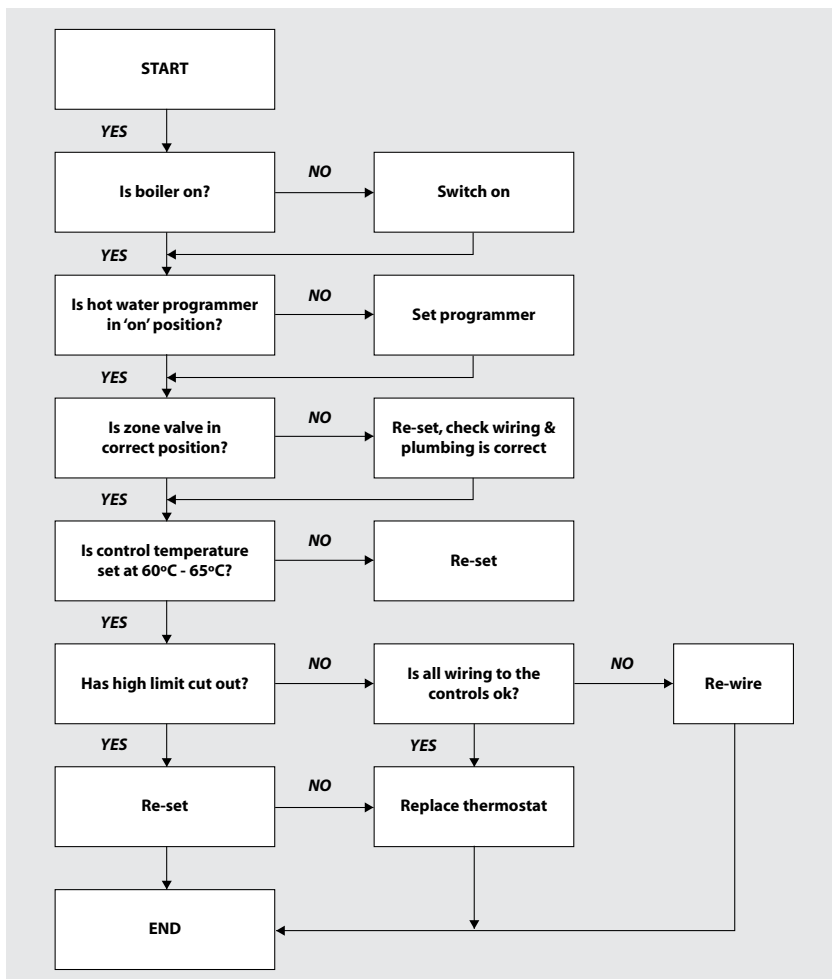 START
YES
Is boiler on?
NO
Switch on
YES
Is hot water programmer
in ‘on’ position?
NO
Set programmer
YES
Is zone valve in
correct position?
NO
Re-set, check wiring &
plumbing is correct
YES
Is control temperature
set at 60ºC - 65ºC?
NO
Re-set
YES
Has high limit cut out?
NO
Is all wiring to the
controls ok?
NO
Re-wire
YES
YES
Re-set
NO
Replace thermostat
END